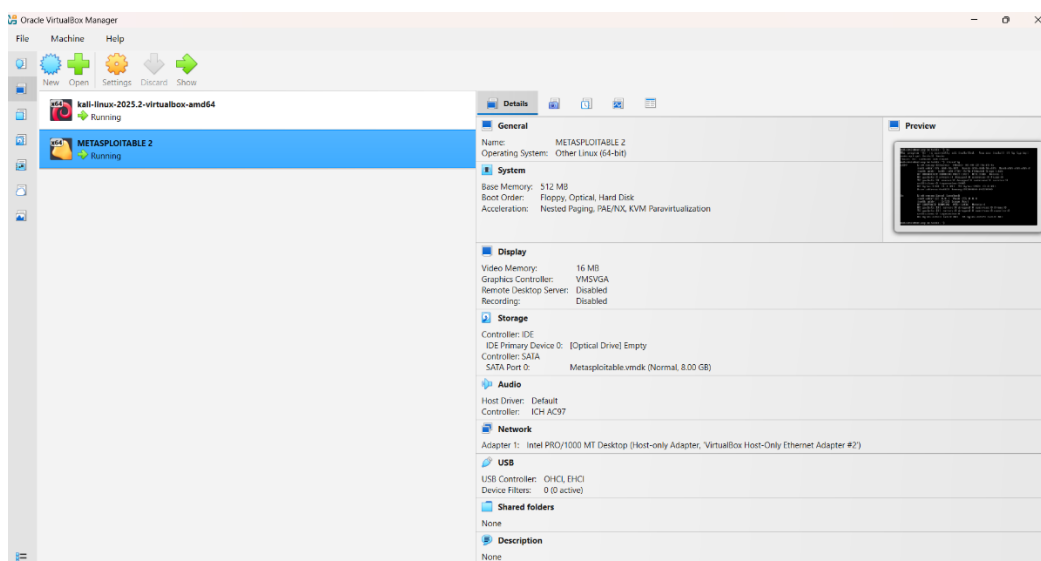 Oracle VirtualBox Manager
File Machine Help
New Open Settings Discard Show
kali-linux-2025.2-virtualbox-amd64
Running
METASPLOITABLE 2
Running
Details
General
Name: METASPLOITABLE 2
Operating System: Other Linux (64-bit)
Preview
System
Base Memory: 512 MB
Boot Order: Floppy, Optical, Hard Disk
Acceleration: Nested Paging, PAE/NX, KVM Paravirtualization
Display
Video Memory: 16 MB
Graphics Controller: VMSVGA
Remote Desktop Server: Disabled
Recording: Disabled
Storage
Controller: IDE
IDE Primary Device 0: [Optical Drive] Empty
Controller: SATA
SATA Port 0: Metasploitable.vmdk (Normal, 8.00 GB)
Audio
Host Driver: Default
Controller: ICH AC97
Network
Adapter 1: Intel PRO/1000 MT Desktop (Host-only Adapter, 'VirtualBox Host-Only Ethernet Adapter #2')
USB
USB Controller: OHCI, EHCI
Device Filters: 0 (0 active)
Shared folders
None
Description
None